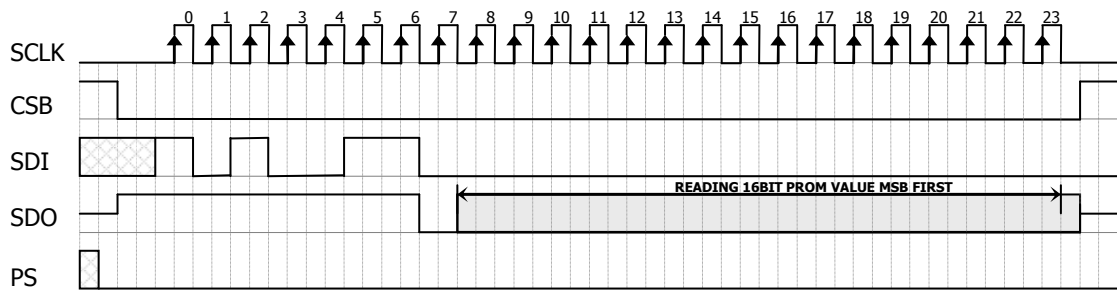 0 1 2 3 4 5 6 7 8 9 10 11 12 13 14 15 16 17 18 19 20 21 22 23
SCLK
CSB
SDI
READING 16BIT PROM VALUE MSB FIRST
SDO
PS